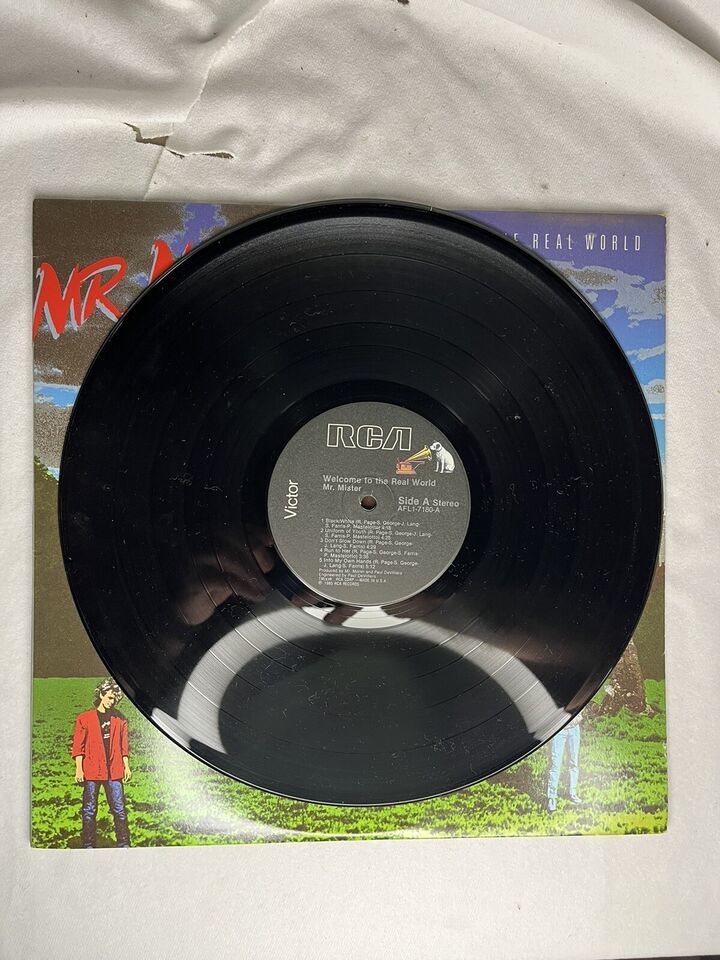 MR. M
REAL WORLD
RCA
Victor
Welcome to the Real World
Mr. Mister
Side A Stereo
AFL1-7180-A
1 Black/White (R. Page-S. George-J. Lang-
S. Farris-P. Mastelotto) 4:18
2 Uniform of Youth (R. Page-S. George-J. Lang-
S. Farris-P. Mastelotto) 4:25
3 Don't Slow Down (R. Page-S. George-
J. Lang-S. Farris) 4:29
4 Run to Her (R. Page-S. George-S. Farris-
P. Mastelotto) 3:36
5 Into My Own Hands (R. Page-S. George-
J. Lang-S. Farris) 5:12
Produced by Mr. Mister and Paul DeVilliers
Engineered by Paul DeVilliers
TMK(S) ® RCA CORP.—MADE IN U.S.A.
℗ 1985 RCA RECORDS